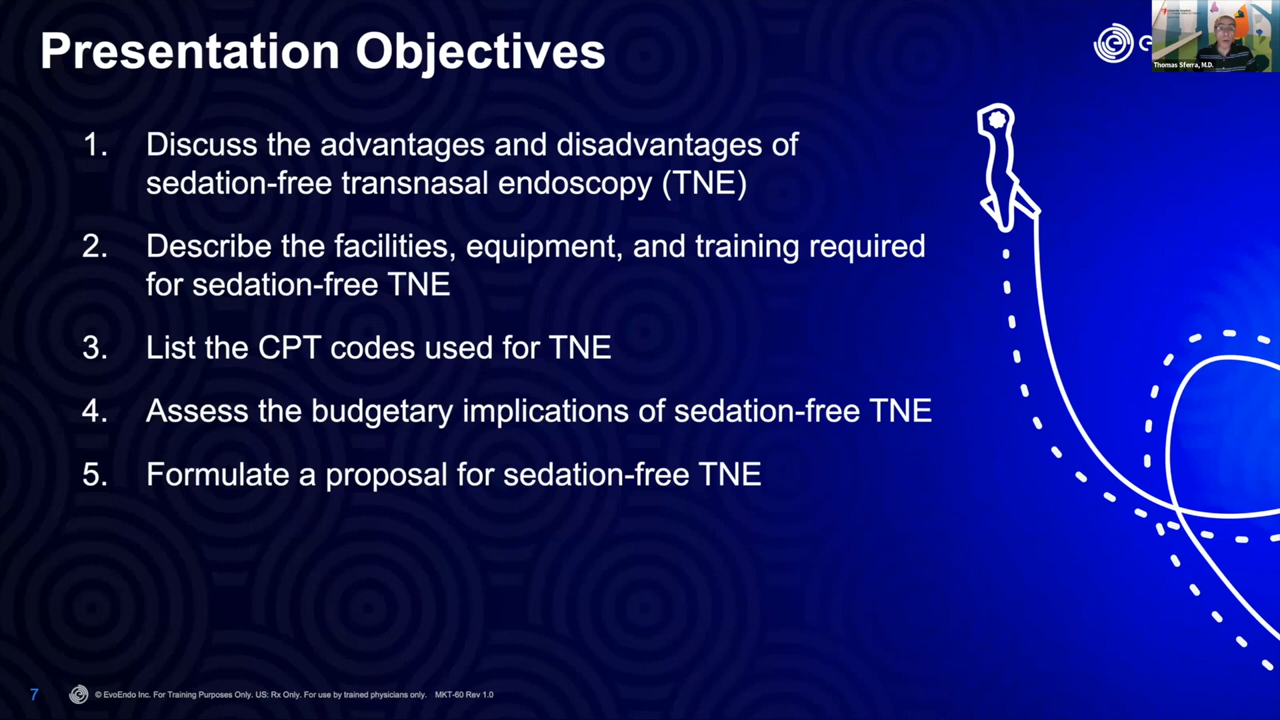 Presentation Objectives
Thomas Sferra, M.D.
1. Discuss the advantages and disadvantages of
sedation-free transnasal endoscopy (TNE)
2. Describe the facilities, equipment, and training required
for sedation-free TNE
3. List the CPT codes used for TNE
4. Assess the budgetary implications of sedation-free TNE
5. Formulate a proposal for sedation-free TNE
7
© EvoEndo Inc. For Training Purposes Only. US: Rx Only. For use by trained physicians only. MKT-60 Rev 1.0